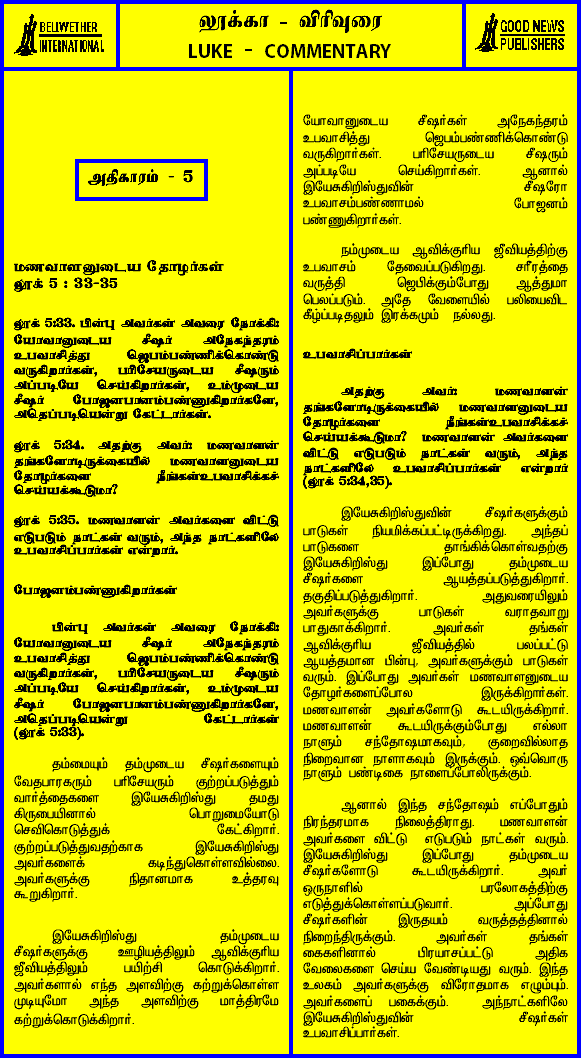 BELLWETHER
INTERNATIONAL
லூக்கா - விரிவுரை
LUKE - COMMENTARY
GOOD NEWS
PUBLISHERS
அதிகாரம் - 5
மணவாளனுடைய தோழர்கள்
லூக் 5 : 33-35
லூக் 5:33. பின்பு அவர்கள் அவரை நோக்கி:
யோவானுடைய சீஷர் அநேகந்தரம்
உபவாசித்து ஜெபம்பண்ணிக்கொண்டு
வருகிறார்கள், பரிசேயருடைய சீஷரும்
அப்படியே செய்கிறார்கள், உம்முடைய
சீஷர் போஜனபானம்பண்ணுகிறார்களே,
அதெப்படியென்று கேட்டார்கள்.
லூக் 5:34. அதற்கு அவர்: மணவாளன்
தங்களோடிருக்கையில் மணவாளனுடைய
தோழர்களை நீங்கள்உபவாசிக்கச்
செய்யக்கூடுமா?
லூக் 5:35. மணவாளன் அவர்களை விட்டு
எடுபடும் நாட்கள் வரும், அந்த நாட்களிலே
உபவாசிப்பார்கள் என்றார்.
போஜனம்பண்ணுகிறார்கள்
பின்பு அவர்கள் அவரை நோக்கி:
யோவானுடைய சீஷர் அநேகந்தரம்
உபவாசித்து ஜெபம்பண்ணிக்கொண்டு
வருகிறார்கள், பரிசேயருடைய சீஷரும்
அப்படியே செய்கிறார்கள், உம்முடைய
சீஷர் போஜனபானம்பண்ணுகிறார்களே,
அதெப்படியென்று கேட்டார்கள்
(லூக் 5:33).
தம்மையும் தம்முடைய சீஷர்களையும்
வேதபாரகரும் பரிசேயரும் குற்றப்படுத்தும்
வார்த்தைகளை இயேசுகிறிஸ்து தமது
கிருபையினால் பொறுமையோடு
செவிகொடுத்துக் கேட்கிறார்.
குற்றப்படுத்துவதற்காக இயேசுகிறிஸ்து
அவர்களைக் கடிந்துகொள்ளவில்லை.
அவர்களுக்கு நிதானமாக உத்தரவு
கூறுகிறார்.
இயேசுகிறிஸ்து தம்முடைய
சீஷர்களுக்கு ஊழியத்திலும் ஆவிக்குரிய
ஜீவியத்திலும் பயிற்சி கொடுக்கிறார்.
அவர்களால் எந்த அளவிற்கு கற்றுக்கொள்ள
முடியுமோ அந்த அளவிற்கு மாத்திரமே
கற்றுக்கொடுக்கிறார்.
யோவானுடைய சீஷர்கள் அநேகந்தரம்
உபவாசித்து ஜெபம்பண்ணிக்கொண்டு
வருகிறார்கள். பரிசேயருடைய சீஷரும்
அப்படியே செய்கிறார்கள். ஆனால்
இயேசுகிறிஸ்துவின் சீஷரோ
உபவாசம்பண்ணாமல் போஜனம்
பண்ணுகிறார்கள்.
நம்முடைய ஆவிக்குரிய ஜீவியத்திற்கு
உபவாசம் தேவைப்படுகிறது. சரீரத்தை
வருத்தி ஜெபிக்கும்போது ஆத்துமா
பெலப்படும். அதே வேளையில் பலியைவிட
கீழ்ப்படிதலும் இரக்கமும் நல்லது.
உபவாசிப்பார்கள்
அதற்கு அவர்: மணவாளன்
தங்களோடிருக்கையில் மணவாளனுடைய
தோழர்களை நீங்கள்உபவாசிக்கச்
செய்யக்கூடுமா? மணவாளன் அவர்களை
விட்டு எடுபடும் நாட்கள் வரும், அந்த
நாட்களிலே உபவாசிப்பார்கள் என்றார்
(லூக் 5:34,35).
இயேசுகிறிஸ்துவின் சீஷர்களுக்கும்
பாடுகள் நியமிக்கப்பட்டிருக்கிறது. அந்தப்
பாடுகளை தாங்கிக்கொள்வதற்கு
இயேசுகிறிஸ்து இப்போது தம்முடைய
சீஷர்களை ஆயத்தப்படுத்துகிறார்.
தகுதிப்படுத்துகிறார். அதுவரையிலும்
அவர்களுக்கு பாடுகள் வராதவாறு
பாதுகாக்கிறார். அவர்கள் தங்கள்
ஆவிக்குரிய ஜீவியத்தில் பலப்பட்டு
ஆயத்தமான பின்பு, அவர்களுக்கும் பாடுகள்
வரும். இப்போது அவர்கள் மணவாளனுடைய
தோழர்களைப்போல இருக்கிறார்கள்.
மணவாளன் அவர்களோடு கூடயிருக்கிறார்.
மணவாளன் கூடயிருக்கும்போது எல்லா
நாளும் சந்தோஷமாகவும், குறைவில்லாத
நிறைவான நாளாகவும் இருக்கும். ஒவ்வொரு
நாளும் பண்டிகை நாளைப்போலிருக்கும்.
ஆனால் இந்த சந்தோஷம் எப்போதும்
நிரந்தரமாக நிலைத்திராது. மணவாளன்
அவர்களை விட்டு எடுபடும் நாட்கள் வரும்.
இயேசுகிறிஸ்து இப்போது தம்முடைய
சீஷர்களோடு கூடயிருக்கிறார். அவர்
ஒருநாளில் பரலோகத்திற்கு
எடுத்துக்கொள்ளப்படுவார். அப்போது
சீஷர்களின் இருதயம் வருத்தத்தினால்
நிறைந்திருக்கும். அவர்கள் தங்கள்
கைகளினால் பிரயாசப்பட்டு அதிக
வேலைகளை செய்ய வேண்டியது வரும். இந்த
உலகம் அவர்களுக்கு விரோதமாக எழும்பும்.
அவர்களைப் பகைக்கும். அந்நாட்களிலே
இயேசுகிறிஸ்துவின் சீஷர்கள்
உபவாசிப்பார்கள்.